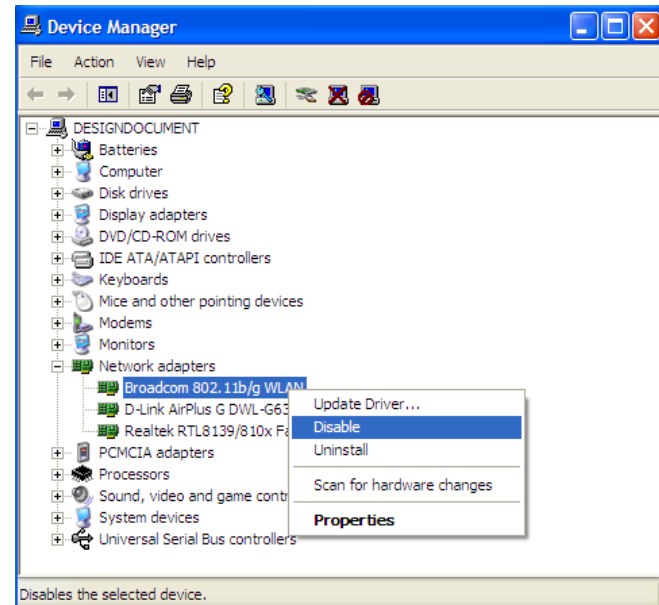 Device Manager
File Action View Help
DESIGNDOCUMENT
Batteries
Computer
Disk drives
Display adapters
DVD/CD-ROM drives
IDE ATA/ATAPI controllers
Keyboards
Mice and other pointing devices
Modems
Monitors
Network adapters
Broadcom 802.11b/g WLAN
D-Link AirPlus G DWL-G63
Realtek RTL8139/810x Fa
PCMCIA adapters
Processors
Sound, video and game contr
System devices
Universal Serial Bus controllers
Update Driver...
Disable
Uninstall
Scan for hardware changes
Properties
Disables the selected device.